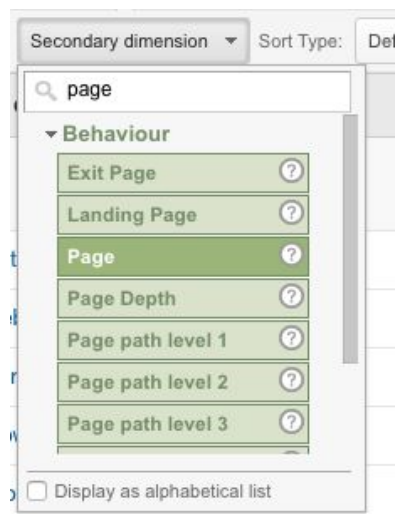 Secondary dimension Sort Type: Def
page
Behaviour
Exit Page ?
Landing Page ?
Page ?
Page Depth ?
Page path level 1 ?
Page path level 2 ?
Page path level 3 ?
Display as alphabetical list